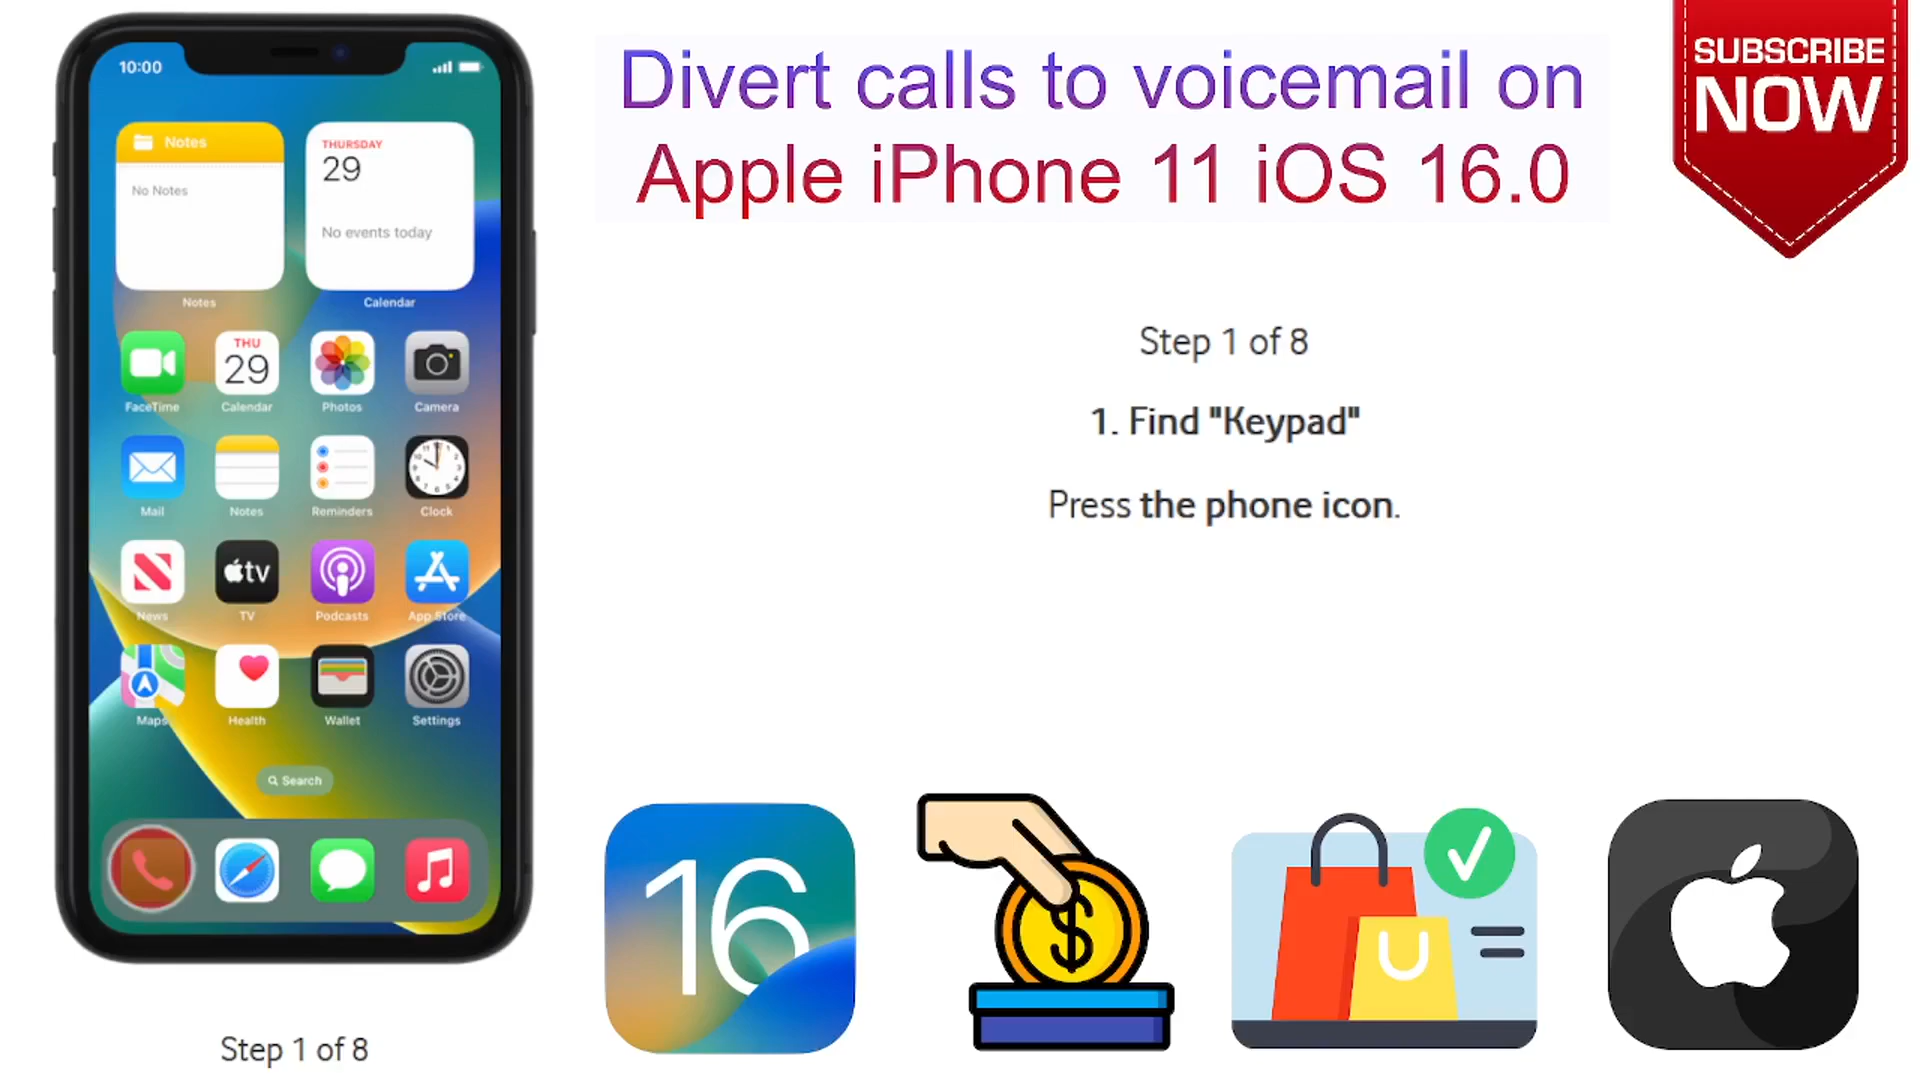 10:00
Notes
No Notes
Notes
THURSDAY
29
No events today
Calendar
FaceTime
THU
29
Calendar
Photos
Camera
Mail
Notes
Reminders
Clock
News
tv
TV
Podcasts
App Store
Maps
Health
Wallet
Settings
Search
Step 1 of 8
Divert calls to voicemail on
Apple iPhone 11 iOS 16.0
SUBSCRIBE
NOW
Step 1 of 8
1. Find "Keypad"
Press the phone icon.
16
$